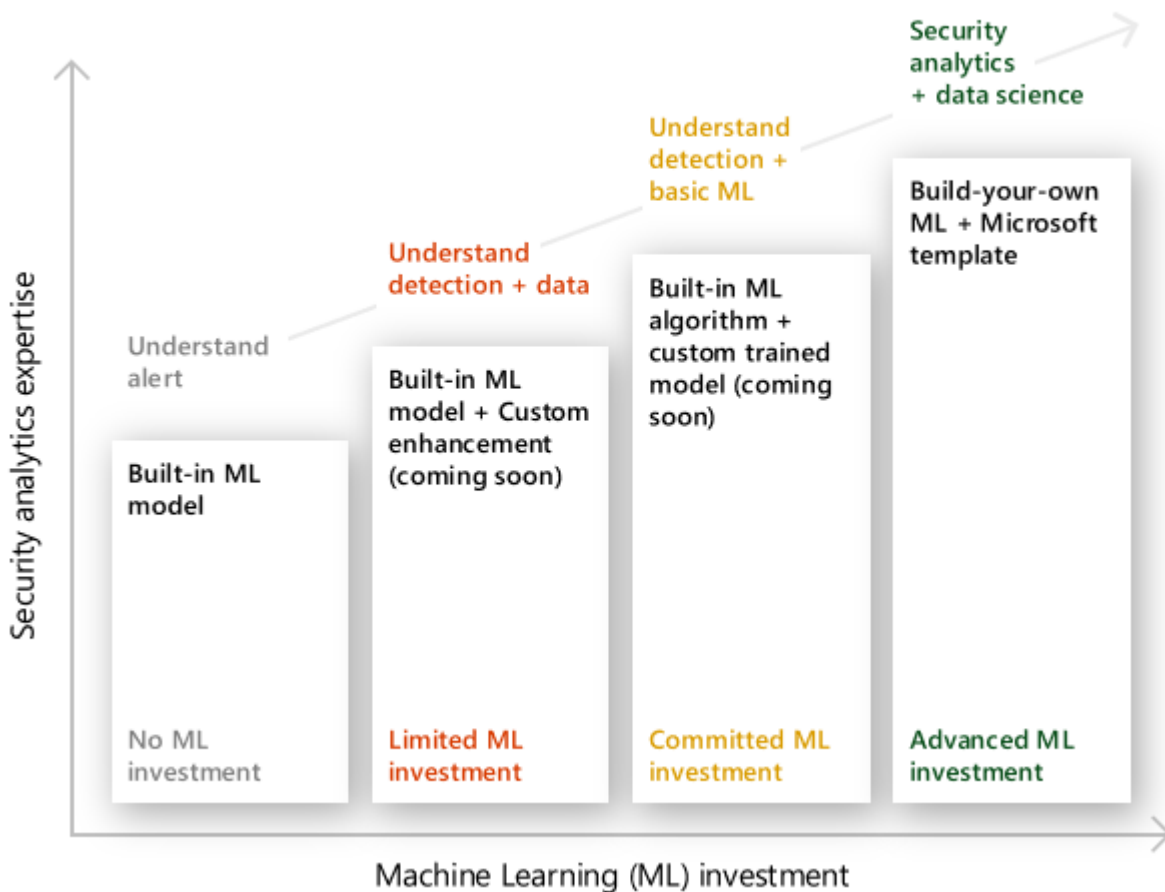 Security
analytics
+ data science
Understand
detection +
basic ML
Understand
detection + data
Understand
alert
Build-your-own
ML + Microsoft
template
Built-in ML
algorithm +
custom trained
model (coming
soon)
Built-in ML
model + Custom
enhancement
(coming soon)
Built-in ML
model
Security analytics expertise
No ML
investment
Limited ML
investment
Committed ML
investment
Advanced ML
investment
Machine Learning (ML) investment